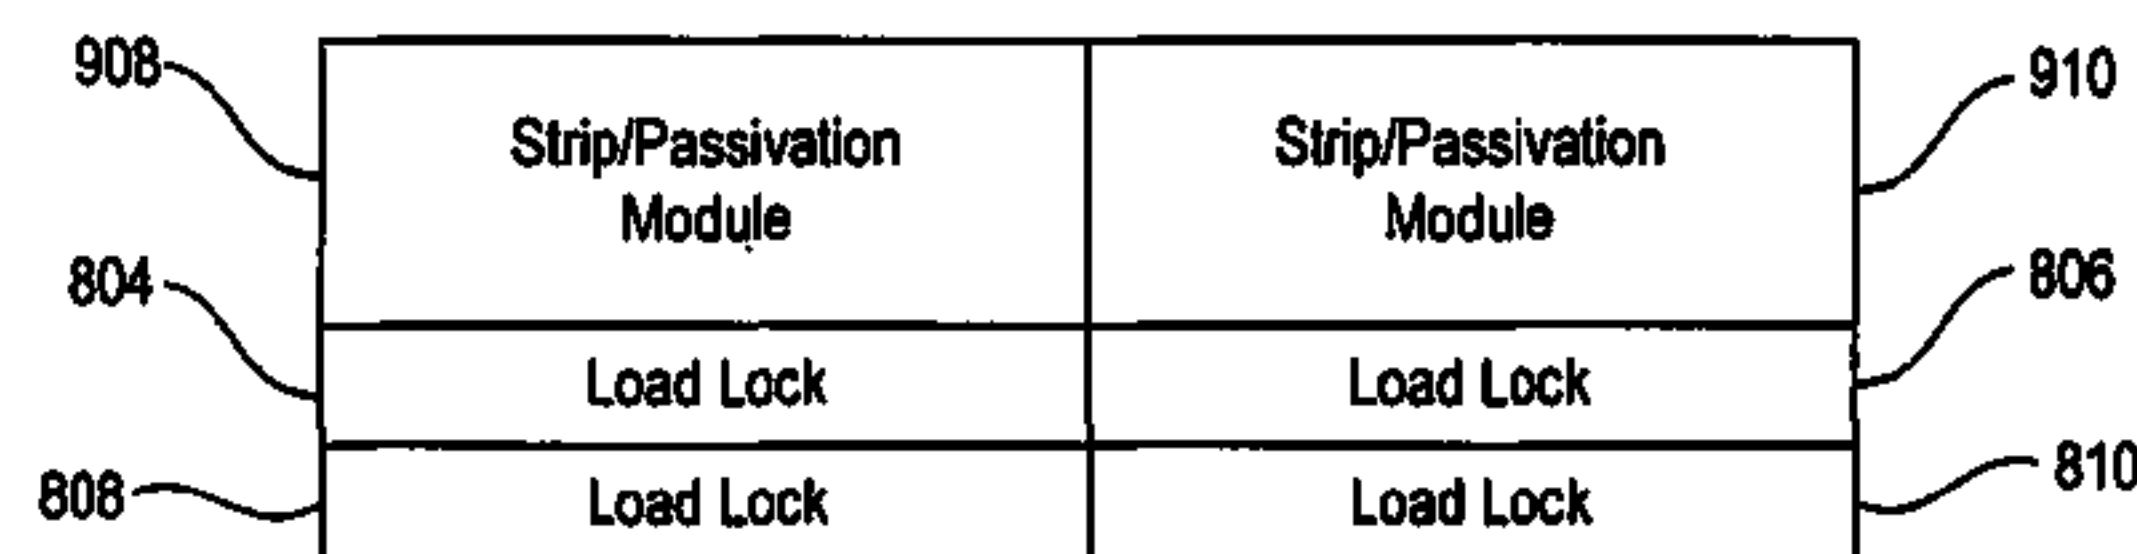 908
Strip/Passivation
Module
Strip/Passivation
Module
910
804
Load Lock
Load Lock
806
808
Load Lock
Load Lock
810